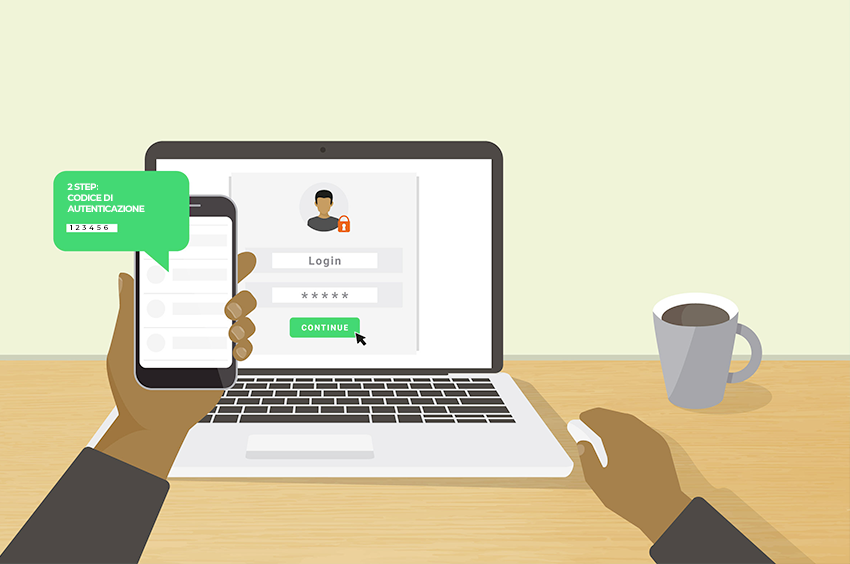 2 STEP:
CODICE DI
AUTENTICAZIONE
123456
Login
*****
CONTINUE